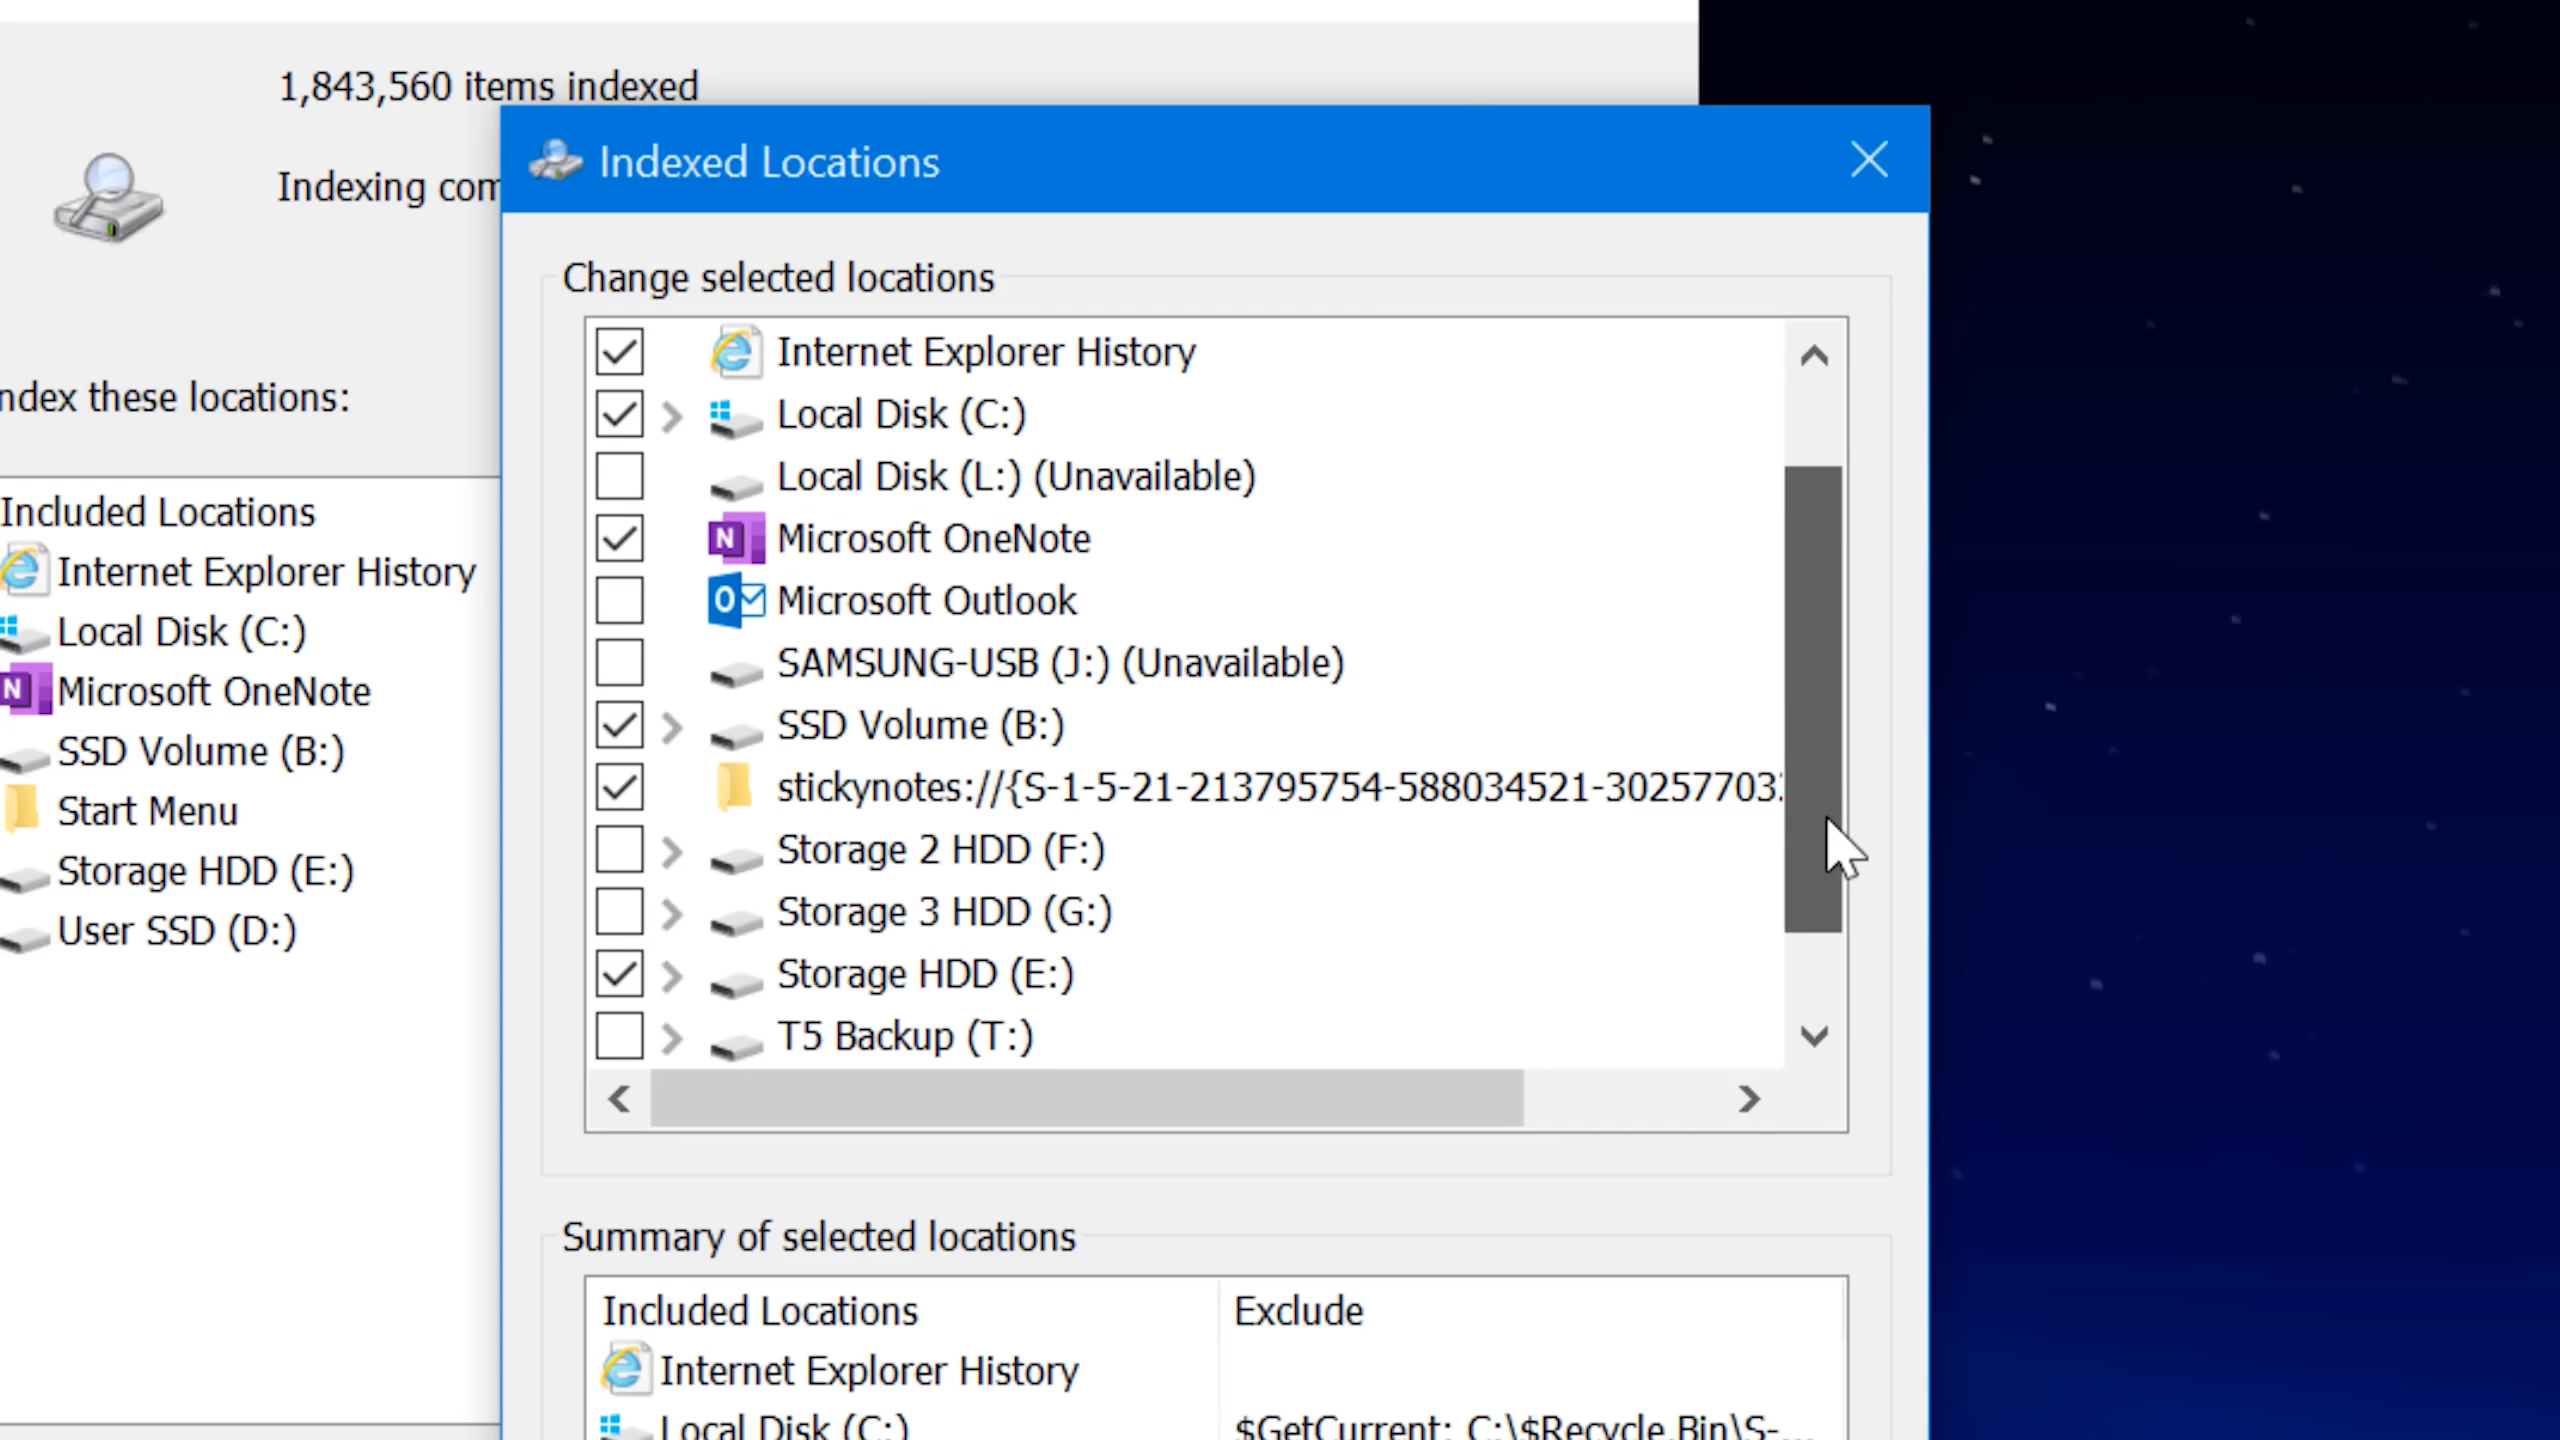 1,843,560 items indexed
Indexing com
ndex these locations:
Included Locations
Internet Explorer History
Local Disk (C:)
Microsoft OneNote
SSD Volume (B:)
Start Menu
Storage HDD (E:)
User SSD (D:)
Indexed Locations
Change selected locations
Internet Explorer History
Local Disk (C:)
Local Disk (L:) (Unavailable)
Microsoft OneNote
Microsoft Outlook
SAMSUNG-USB (J:) (Unavailable)
SSD Volume (B:)
stickynotes://{S-1-5-21-213795754-588034521-30257703
Storage 2 HDD (F:)
Storage 3 HDD (G:)
Storage HDD (E:)
T5 Backup (T:)
Summary of selected locations
Included Locations Exclude
Internet Explorer History
Local Disk (C:) $GetCurrent; C:\$Recycle.Bin\S-...